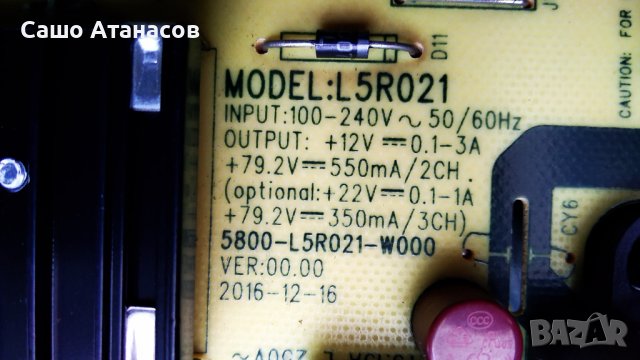 Сашо Атанасов
D11
J
MODEL:L5R021
INPUT:100-240V ~ 50/60Hz
OUTPUT: +12V⎓0.1-3A
+79.2V⎓550mA/2CH.
(optional:+22V⎓0.1-1A
+79.2V⎓350mA/3CH)
5800-L5R021-W000
VER:00.00
2016-12-16
CAUTION: FOR
CY6
CCC
BAZAR